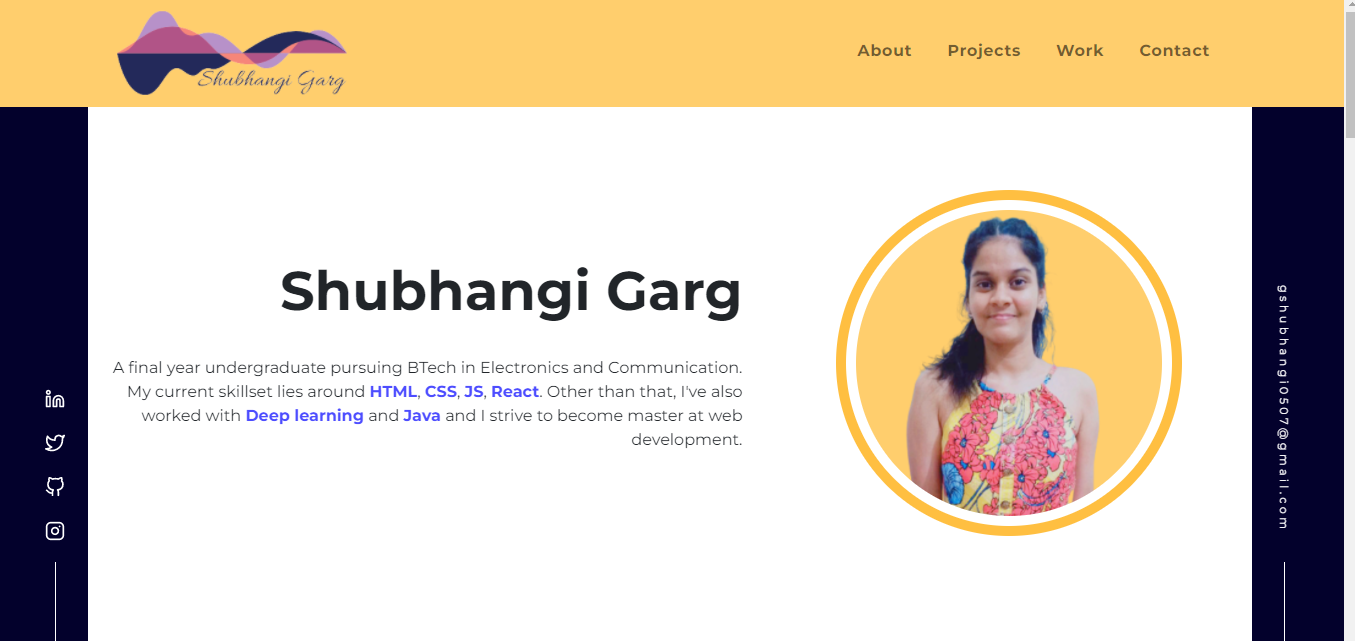 Shubhangi Garg
About Projects Work Contact
Shubhangi Garg
A final year undergraduate pursuing BTech in Electronics and Communication.
My current skillset lies around HTML, CSS, JS, React. Other than that, I've also
worked with Deep learning and Java and I strive to become master at web
development.
gshubhangi0507@gmail.com